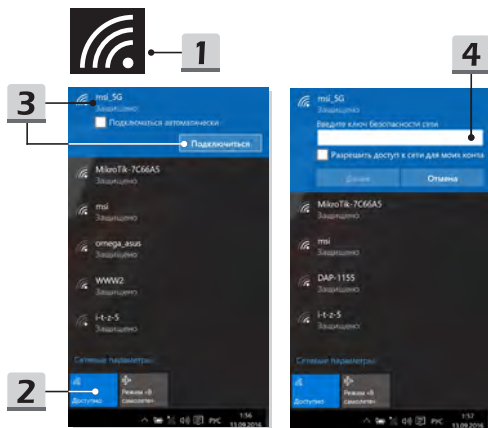 1
3
msi_5G
Защищено
Подключаться автоматически
Подключиться
MikroTik-7C66A5
Защищено
msi
Защищено
omega_asus
Защищено
WWW2
Защищено
i-t-z-5
Защищено
Сетевые параметры
2
Доступно
Режим «В самолете»
РУС
1:56
13.09.2016
4
msi_5G
Защищено
Введите ключ безопасности сети
Разрешить доступ к сети для моих конта
Далее
Отмена
MikroTik-7C66A5
Защищено
msi
Защищено
DAP-1155
Защищено
i-t-z-5
Защищено
Сетевые параметры
Доступно
Режим «В самолете»
РУС
1:57
13.09.2016